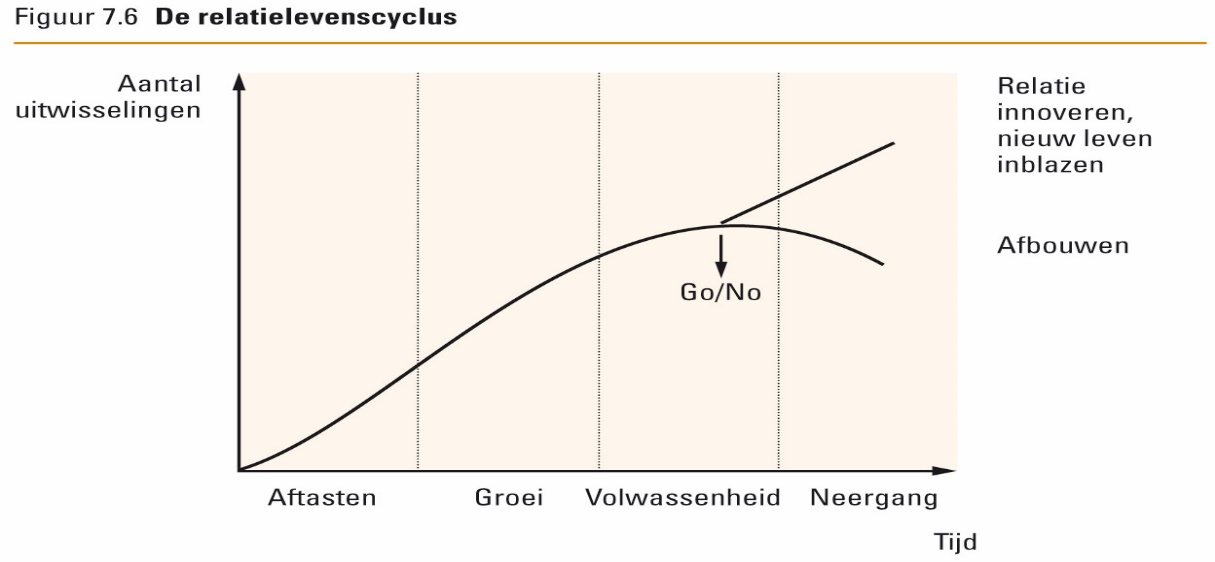 Figuur 7.6 De relatielevenscyclus
Aantal
uitwisselingen
Relatie
innoveren,
nieuw leven
inblazen
Afbouwen
Go/No
Aftasten
Groei
Volwassenheid
Neergang
Tijd